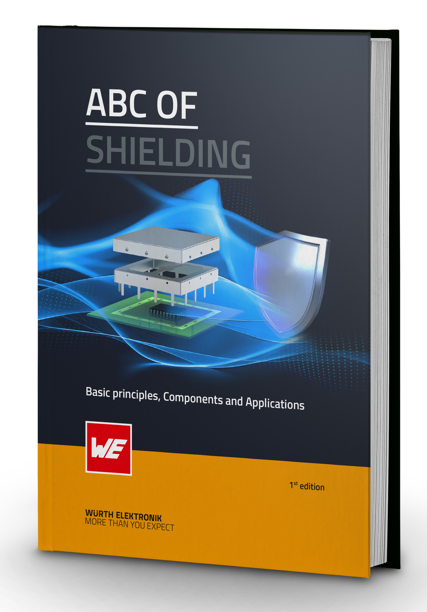 ABC OF
SHIELDING
Basic principles, Components and Applications
WE
1st edition
WÜRTH ELEKTRONIK
MORE THAN YOU EXPECT